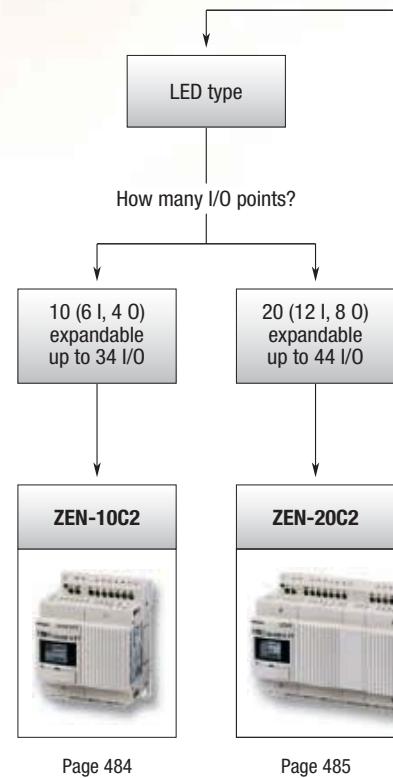 LED type
How many I/O points?
10 (6 I, 4 O)
expandable
up to 34 I/O
20 (12 I, 8 O)
expandable
up to 44 I/O
ZEN-10C2
ZEN-20C2
Page 484
Page 485